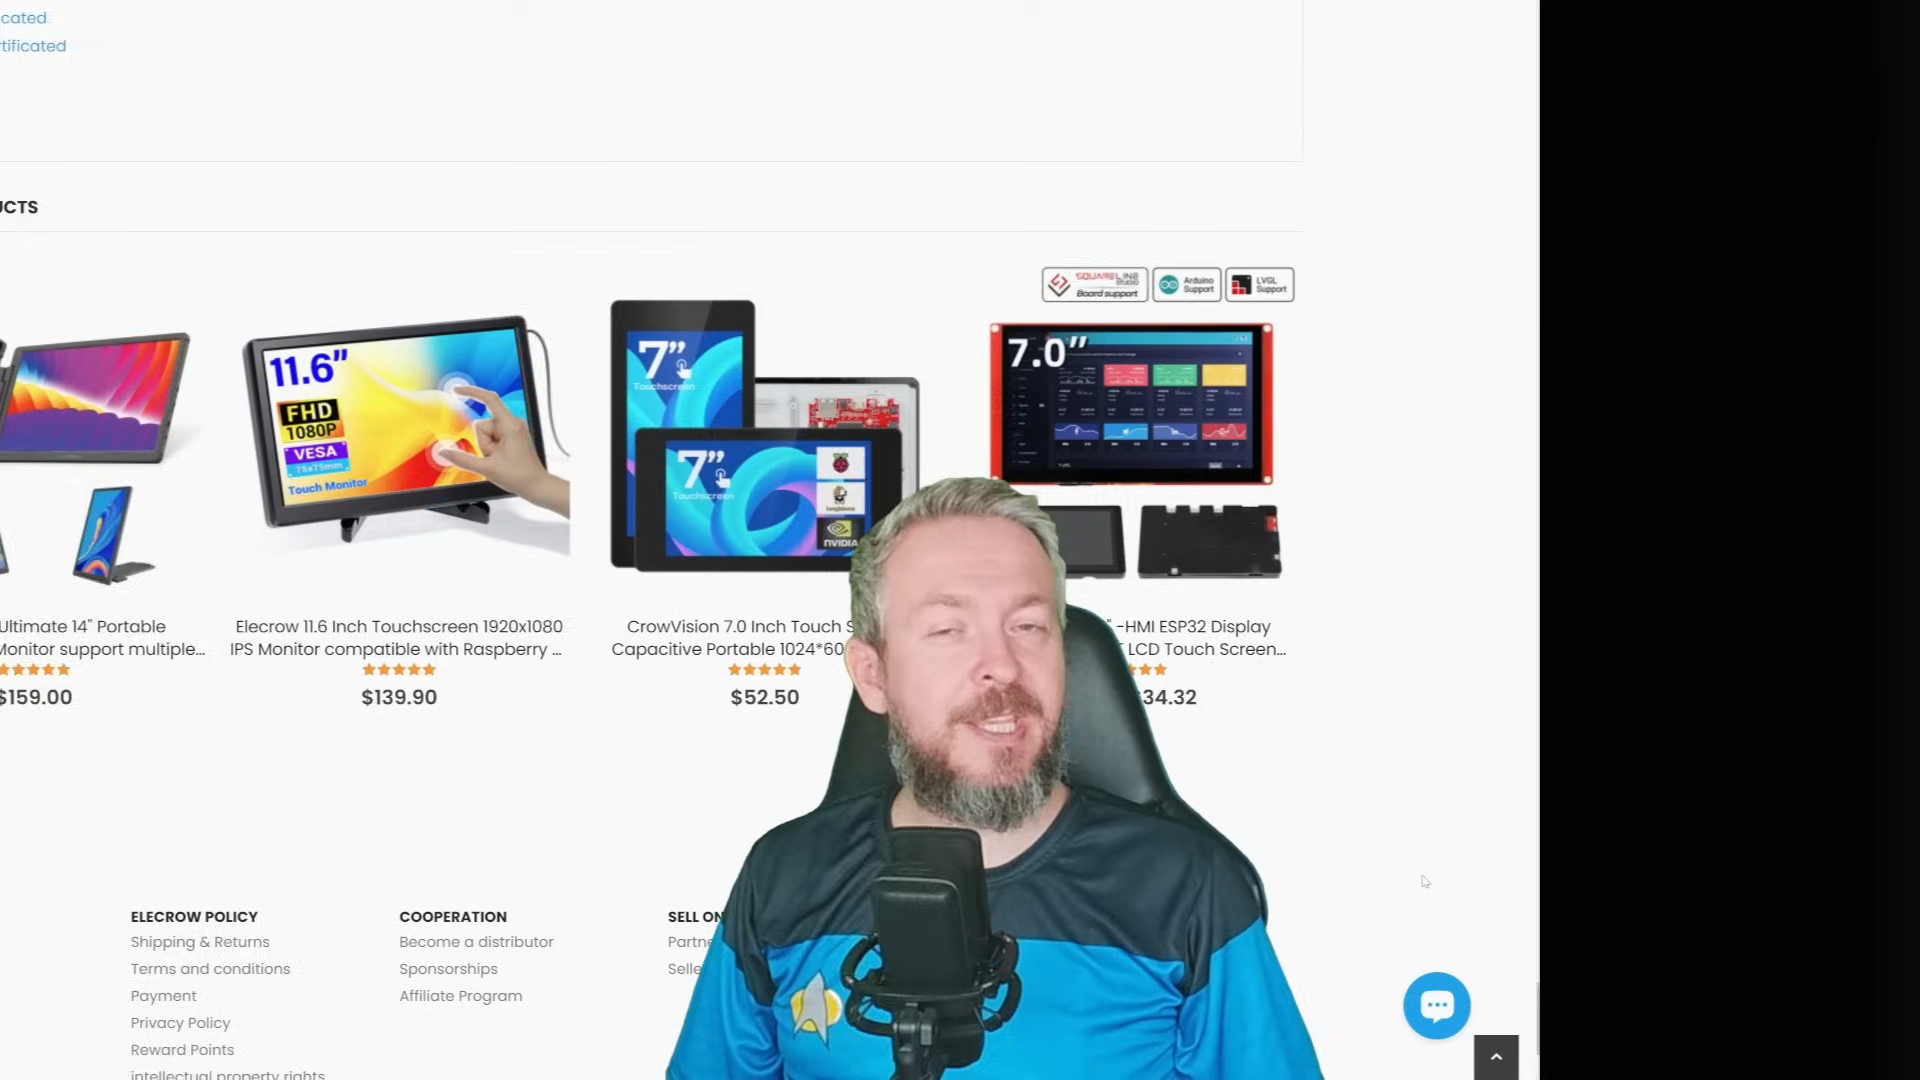 cated
tificated
UCTS
SQUARELINE
STUDIO
Board support
Arduino
Support
LVGL
Support
11.6”
FHD
1080P
VESA
75x75mm
Touch Monitor
7”
Touchscreen
7”
Touchscreen
NVIDIA
7.0”
Ultimate 14" Portable
Monitor support multiple...
$159.00
Elecrow 11.6 Inch Touchscreen 1920x1080
IPS Monitor compatible with Raspberry ...
$139.90
CrowVision 7.0 Inch Touch S
Capacitive Portable 1024*60
$52.50
" -HMI ESP32 Display
LCD Touch Screen...
34.32
ELECROW POLICY
Shipping & Returns
Terms and conditions
Payment
Privacy Policy
Reward Points
intellectual property rights
COOPERATION
Become a distributor
Sponsorships
Affiliate Program
SELL ON
Partne
Selle